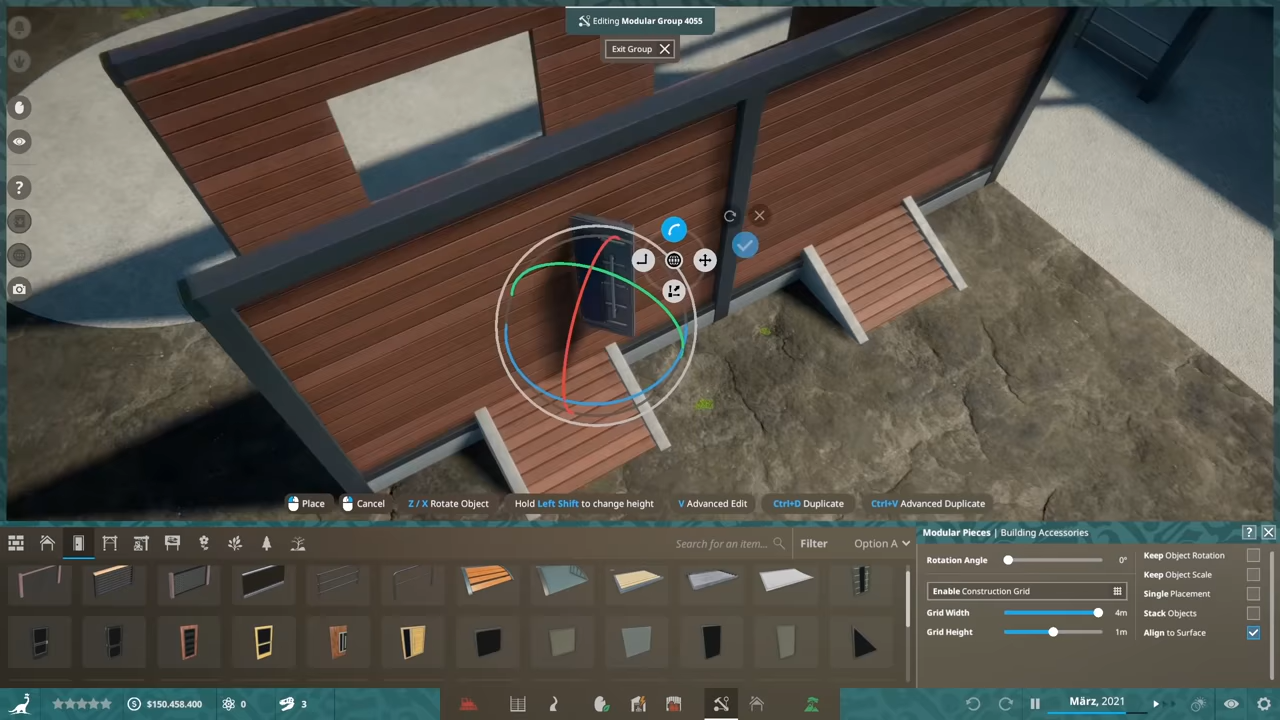 Editing Modular Group 4055
Exit Group
Place
Cancel
Z / X Rotate Object
Hold Left Shift to change height
V Advanced Edit
Ctrl+D Duplicate
Ctrl+V Advanced Duplicate
Search for an item...
Filter
Option A
Modular Pieces | Building Accessories
?
Rotation Angle
0°
Enable Construction Grid
Grid Width
4m
Grid Height
1m
Keep Object Rotation
Keep Object Scale
Single Placement
Stack Objects
Align to Surface
$150.458.400
0
3
März, 2021